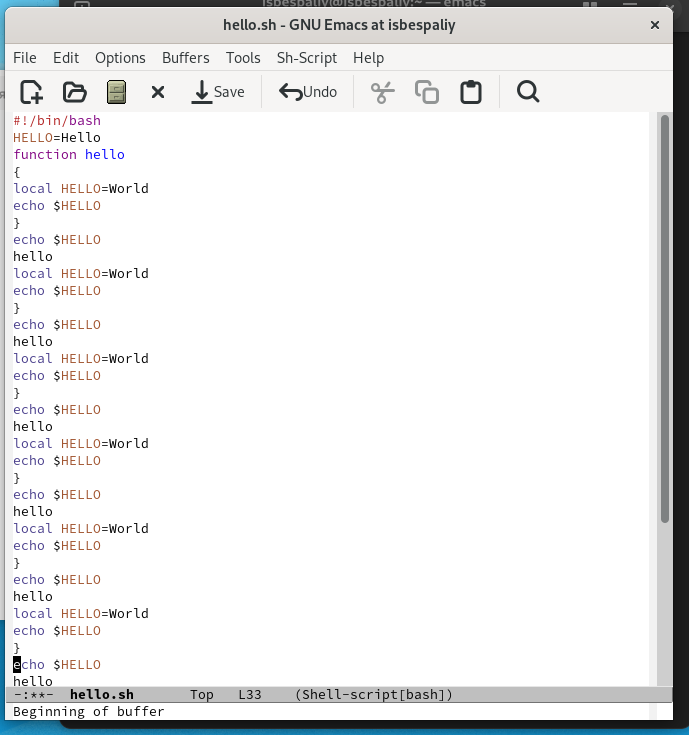 isbespaliy@isbespaliy:~ — emacs
hello.sh - GNU Emacs at isbespaliy
File Edit Options Buffers Tools Sh-Script Help
Save Undo
#!/bin/bash
HELLO=Hello
function hello
{
local HELLO=World
echo $HELLO
}
echo $HELLO
hello
local HELLO=World
echo $HELLO
}
echo $HELLO
hello
local HELLO=World
echo $HELLO
}
echo $HELLO
hello
local HELLO=World
echo $HELLO
}
echo $HELLO
hello
local HELLO=World
echo $HELLO
}
echo $HELLO
hello
local HELLO=World
echo $HELLO
}
echo $HELLO
hello
-:**- hello.sh Top L33 (Shell-script[bash])
Beginning of buffer